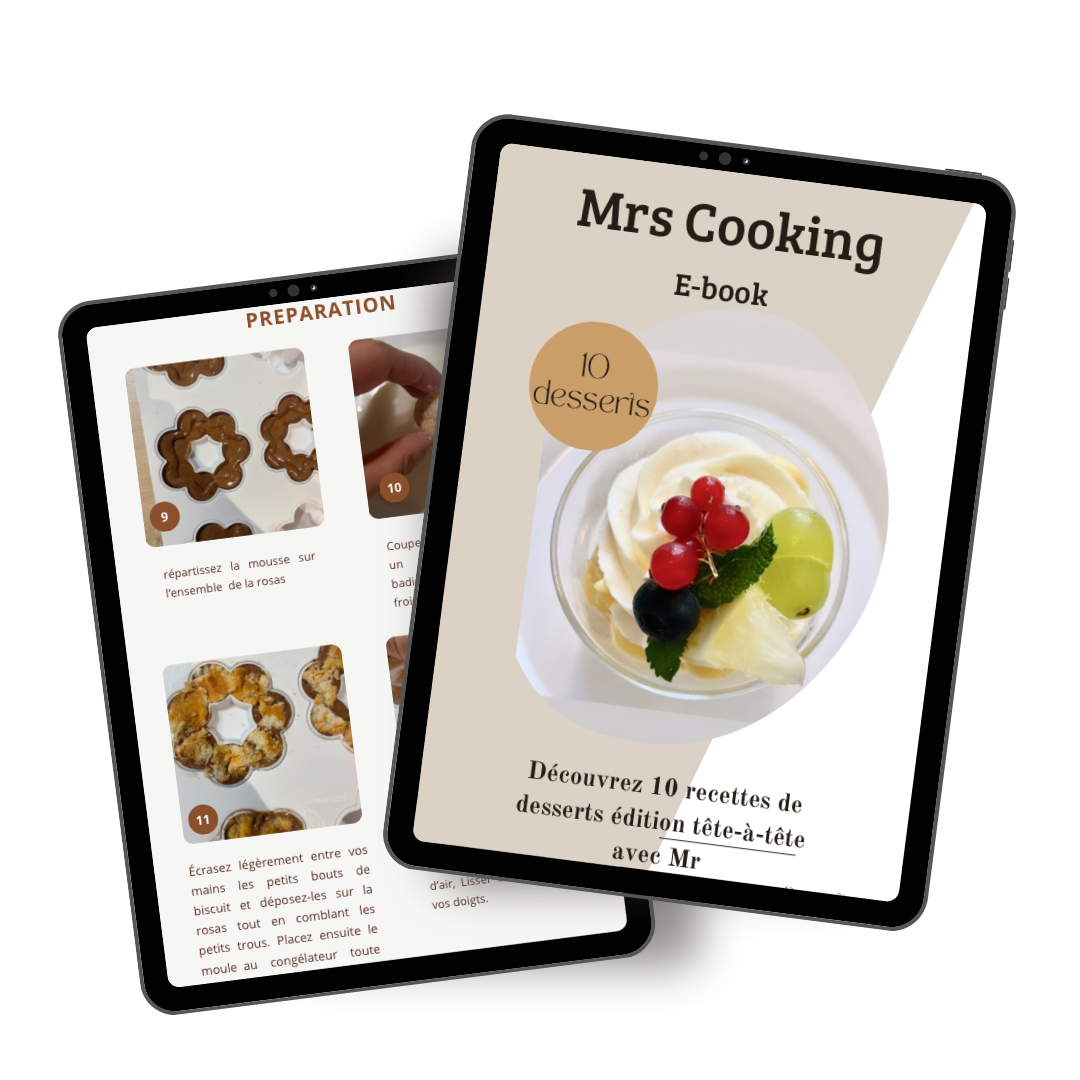 PREPARATION
9
répartissez la mousse sur
l'ensemble de la rosas
10
Coupe
un
badi
11
Écrasez légèrement entre vos
mains les petits bouts de
biscuit et déposez-les sur la
rosas tout en comblant les
petits trous. Placez ensuite le
moule au congélateur toute
d'air, Lisser
vos doigts.
Mrs Cooking
E-book
10
desserts
Découvrez 10 recettes de
desserts édition tête-à-tête
avec Mr